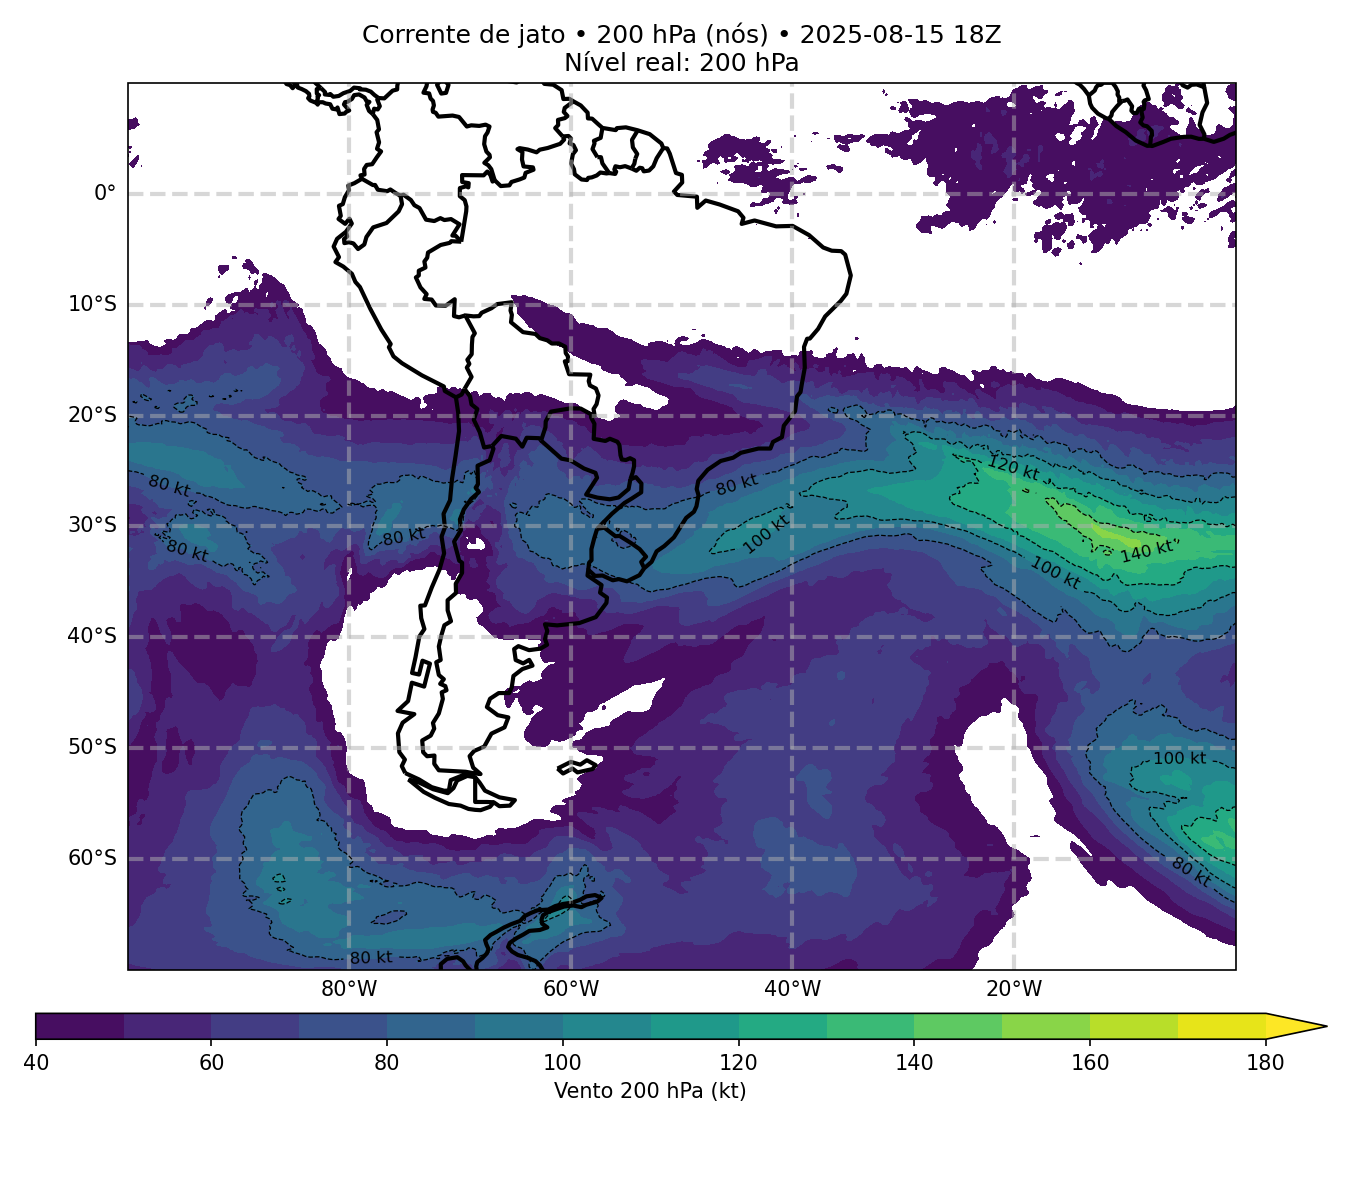 Corrente de jato • 200 hPa (nós) • 2025-08-15 18Z
Nível real: 200 hPa
0°
10°S
20°S
30°S
40°S
50°S
60°S
120 kt
80 kt
80 kt
80 kt
80 kt
100 kt
140 kt
100 kt
100 kt
80 kt
80 kt
80°W
60°W
40°W
20°W
40
60
80
100
120
140
160
180
Vento 200 hPa (kt)